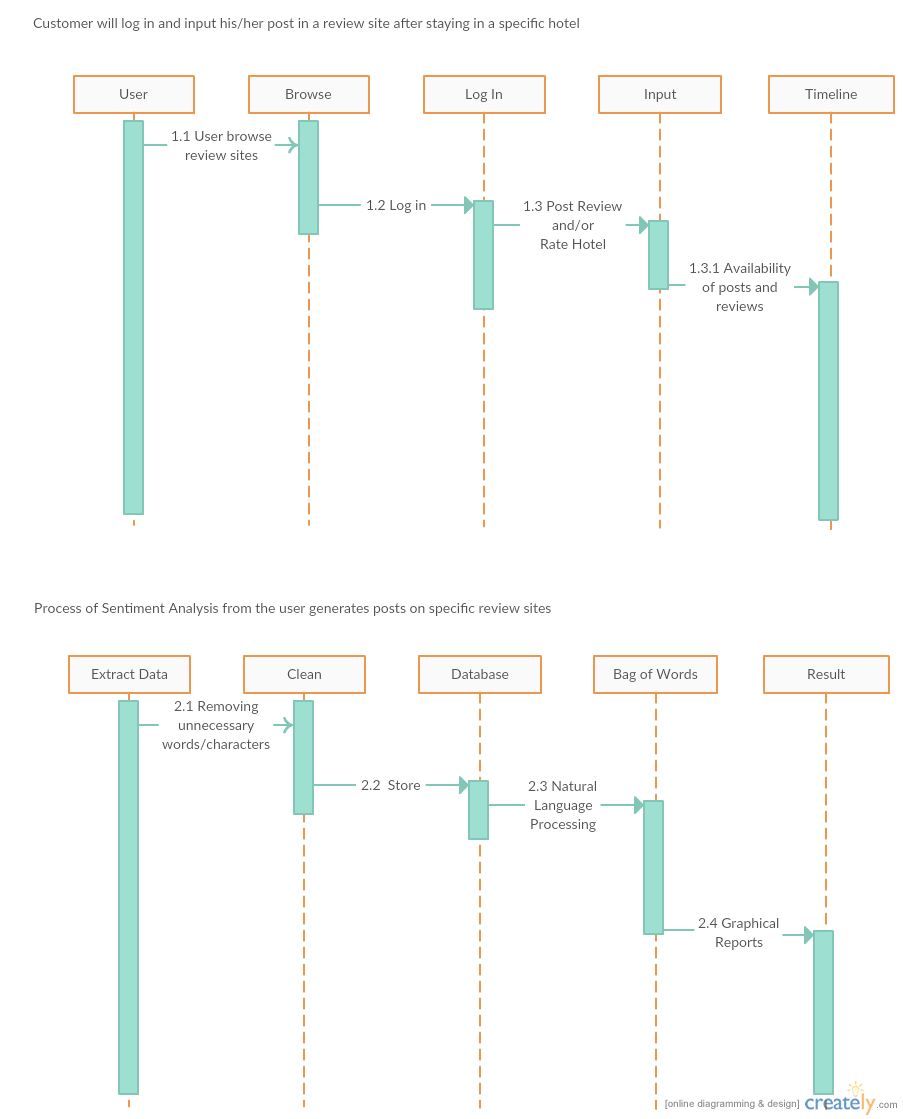 Customer will log in and input his/her post in a review site after staying in a specific hotel
User
Browse
Log In
Input
Timeline
1.1 User browse
review sites
1.2 Log in
1.3 Post Review
and/or
Rate Hotel
1.3.1 Availability
of posts and
reviews
Process of Sentiment Analysis from the user generates posts on specific review sites
Extract Data
Clean
Database
Bag of Words
Result
2.1 Removing
unnecessary
words/characters
2.2 Store
2.3 Natural
Language
Processing
2.4 Graphical
Reports
[online diagramming & design] creately.com